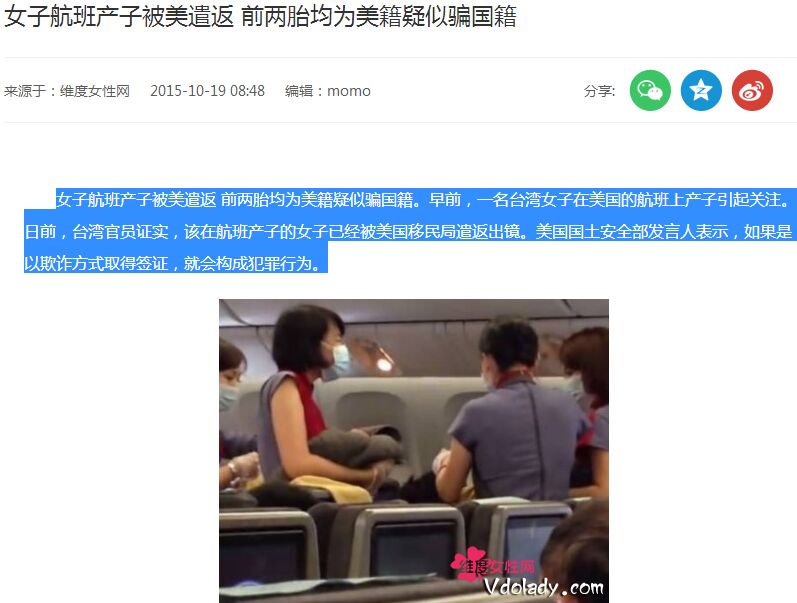 女子航班产子被美遣返 前两胎均为美籍疑似骗国籍
来源于：维度女性网 2015-10-19 08:48 编辑：momo 分享:
女子航班产子被美遣返 前两胎均为美籍疑似骗国籍。早前，一名台湾女子在美国的航班上产子引起关注。
日前，台湾官员证实，该在航班产子的女子已经被美国移民局遣返出镜。美国国土安全部发言人表示，如果是
以欺诈方式取得签证，就会构成犯罪行为。
维度女性网
Vdolady.com